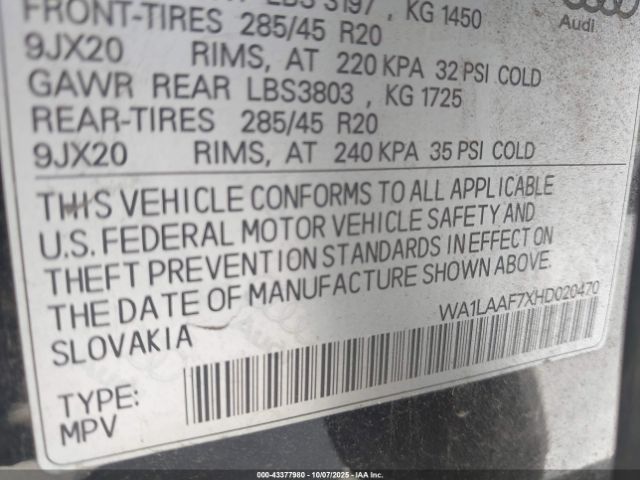 LBS 3197 , KG 1450
FRONT-TIRES 285/45 R20
9JX20 RIMS, AT 220 KPA 32 PSI COLD
GAWR REAR LBS3803 , KG 1725
REAR-TIRES 285/45 R20
9JX20 RIMS, AT 240 KPA 35 PSI COLD
Audi
THIS VEHICLE CONFORMS TO ALL APPLICABLE
U.S. FEDERAL MOTOR VEHICLE SAFETY AND
THEFT PREVENTION STANDARDS IN EFFECT ON
THE DATE OF MANUFACTURE SHOWN ABOVE.
SLOVAKIA
WA1LAAF7XHD020470
TYPE:
MPV
Audi
© 000-43377980 - 10/07/2025 - IAA Inc.